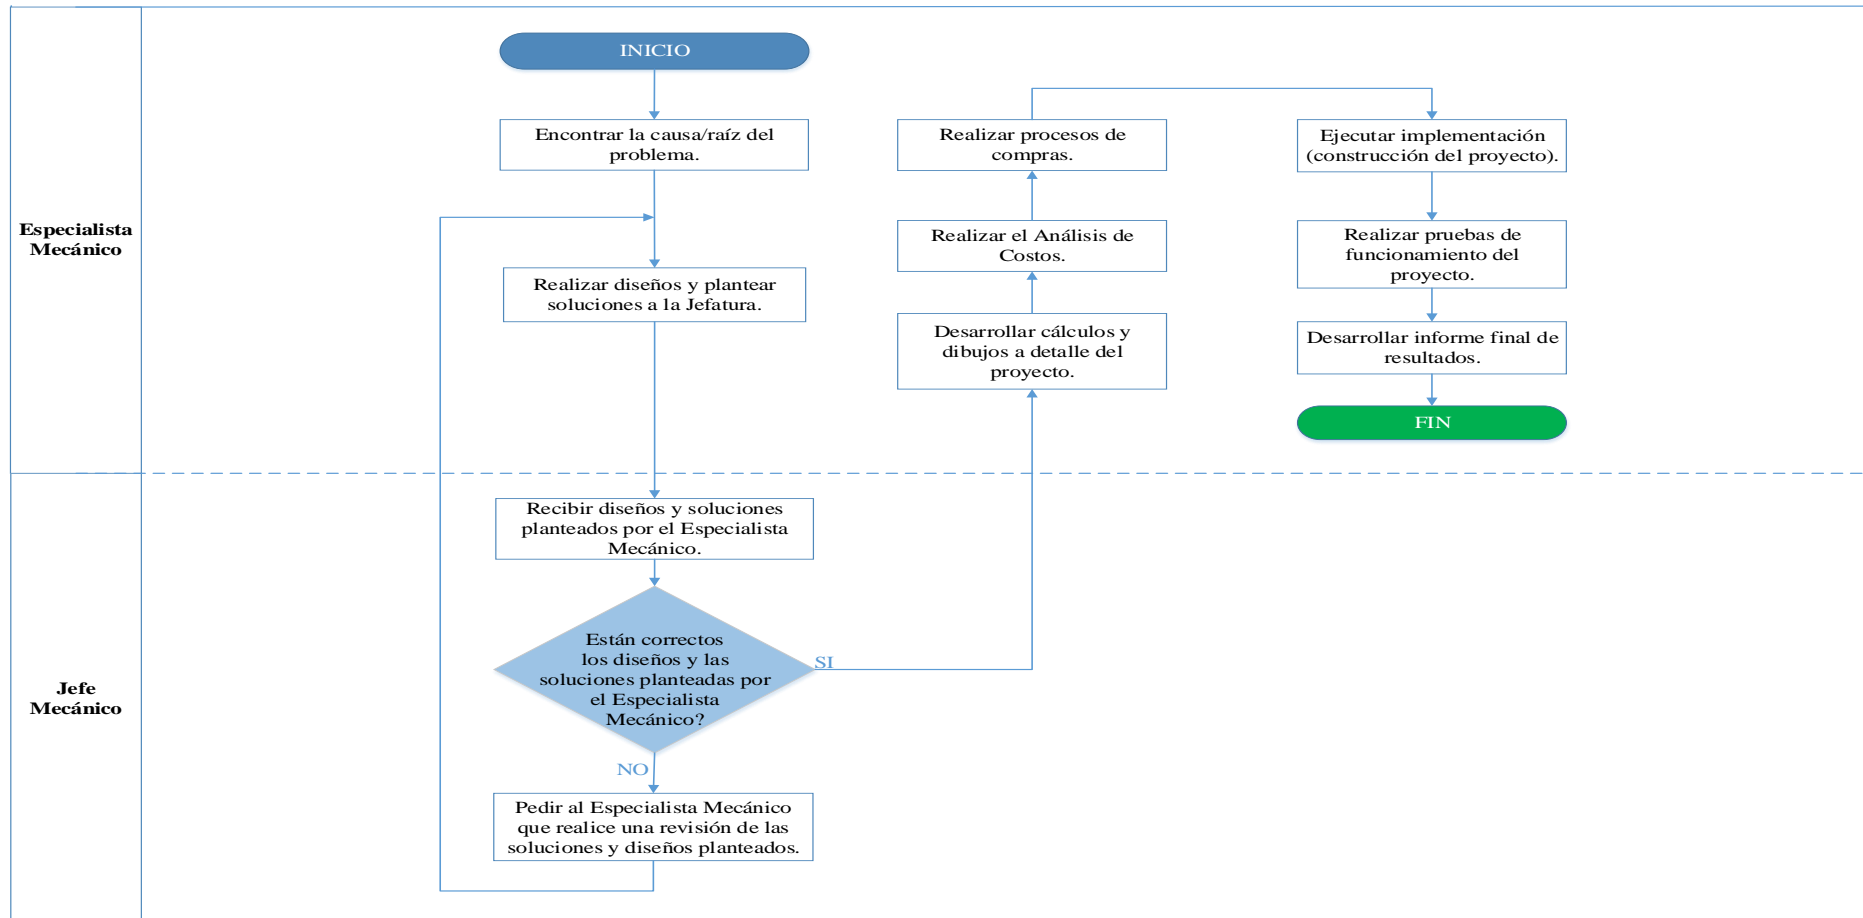 Especialista
Mecánico
INICIO
Encontrar la causa/raíz del
problema.
Realizar diseños y plantear
soluciones a la Jefatura.
Realizar procesos de
compras.
Realizar el Análisis de
Costos.
Desarrollar cálculos y
dibujos a detalle del
proyecto.
Ejecutar implementación
(construcción del proyecto).
Realizar pruebas de
funcionamiento del
proyecto.
Desarrollar informe final de
resultados.
FIN
Jefe
Mecánico
Recibir diseños y soluciones
planteados por el Especialista
Mecánico.
Están correctos
los diseños y las
soluciones planteadas por
el Especialista
Mecánico?
SI
NO
Pedir al Especialista Mecánico
que realice una revisión de las
soluciones y diseños planteados.